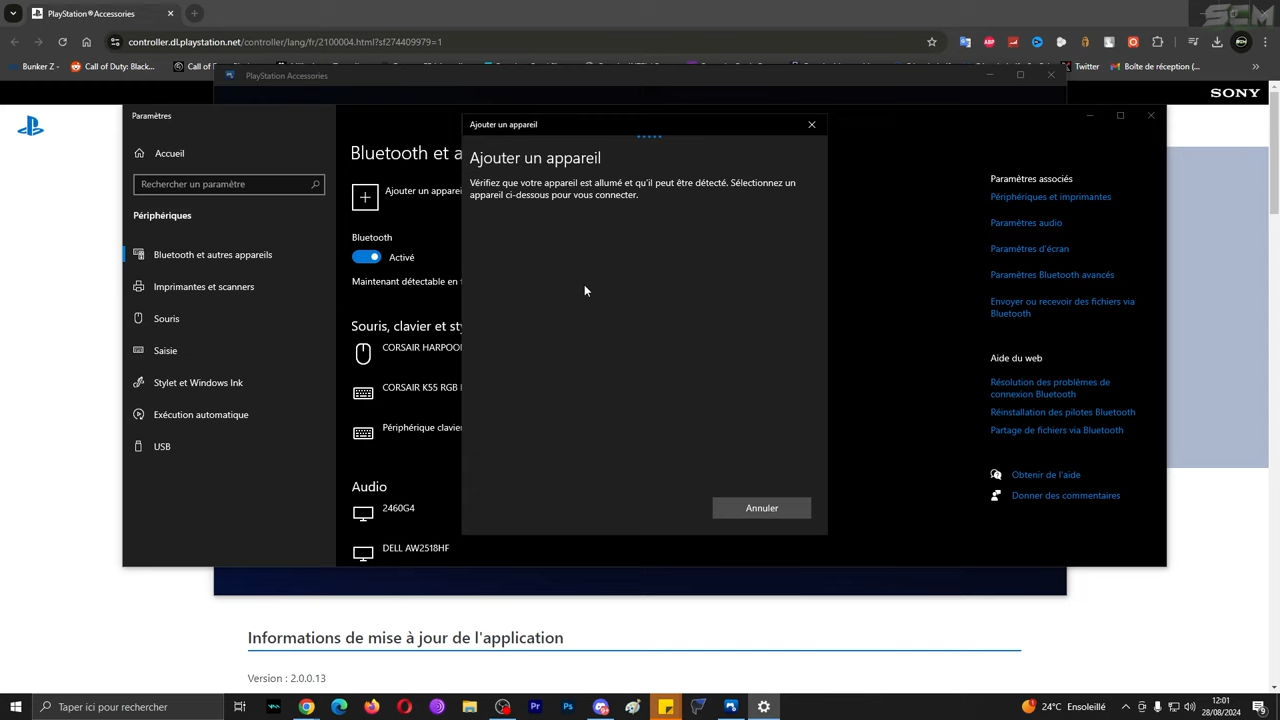 PlayStation®Accessories
SCM
controller.dl.playstation.net/controller/lang/fr/2100004.html?sf274409979=1
Bunker Z -
Call of Duty: Black...
Call of
Twitter
Boîte de réception (...
PlayStation Accessories
SONY
Paramètres
Accueil
Rechercher un paramètre
Périphériques
Bluetooth et autres appareils
Imprimantes et scanners
Souris
Saisie
Stylet et Windows Ink
Exécution automatique
USB
Bluetooth et a
Ajouter un apparei
Bluetooth
Activé
Maintenant détectable en t
Souris, clavier et sty
CORSAIR HARPOON
CORSAIR K55 RGB
Périphérique clavier
Audio
2460G4
DELL AW2518HF
Ajouter un appareil
Ajouter un appareil
Vérifiez que votre appareil est allumé et qu'il peut être détecté. Sélectionnez un
appareil ci-dessous pour vous connecter.
Annuler
Paramètres associés
Périphériques et imprimantes
Paramètres audio
Paramètres d'écran
Paramètres Bluetooth avancés
Envoyer ou recevoir des fichiers via
Bluetooth
Aide du web
Résolution des problèmes de
connexion Bluetooth
Réinstallation des pilotes Bluetooth
Partage de fichiers via Bluetooth
Obtenir de l'aide
Donner des commentaires
Informations de mise à jour de l'application
Version : 2.0.0.13
Taper ici pour rechercher
24°C Ensoleillé
12:01
28/08/2024